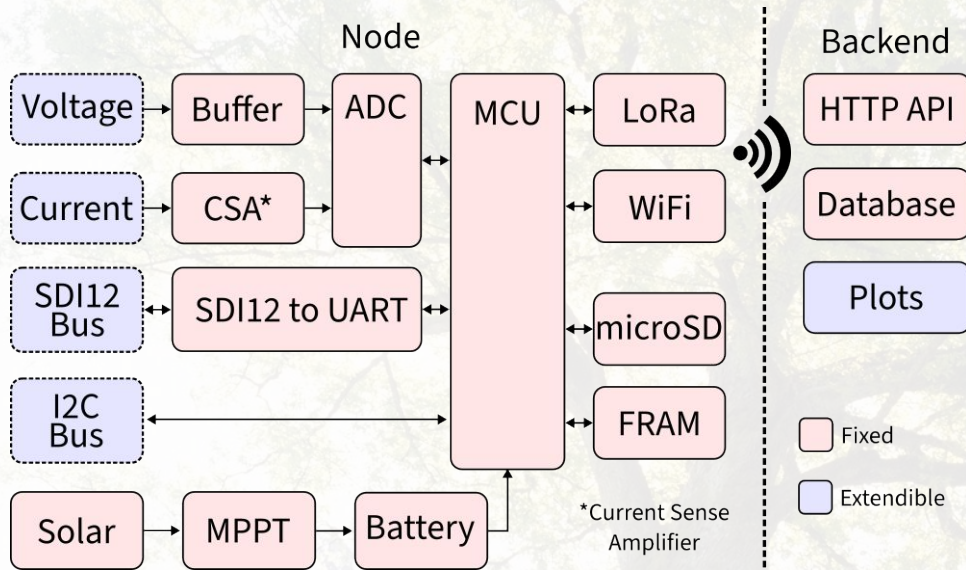 Node
Backend
Voltage
Buffer
ADC
MCU
LoRa
HTTP API
Current
CSA*
WiFi
Database
SDI12
Bus
SDI12 to UART
microSD
Plots
I2C
Bus
FRAM
Fixed
Extendible
Solar
MPPT
Battery
*Current Sense
Amplifier